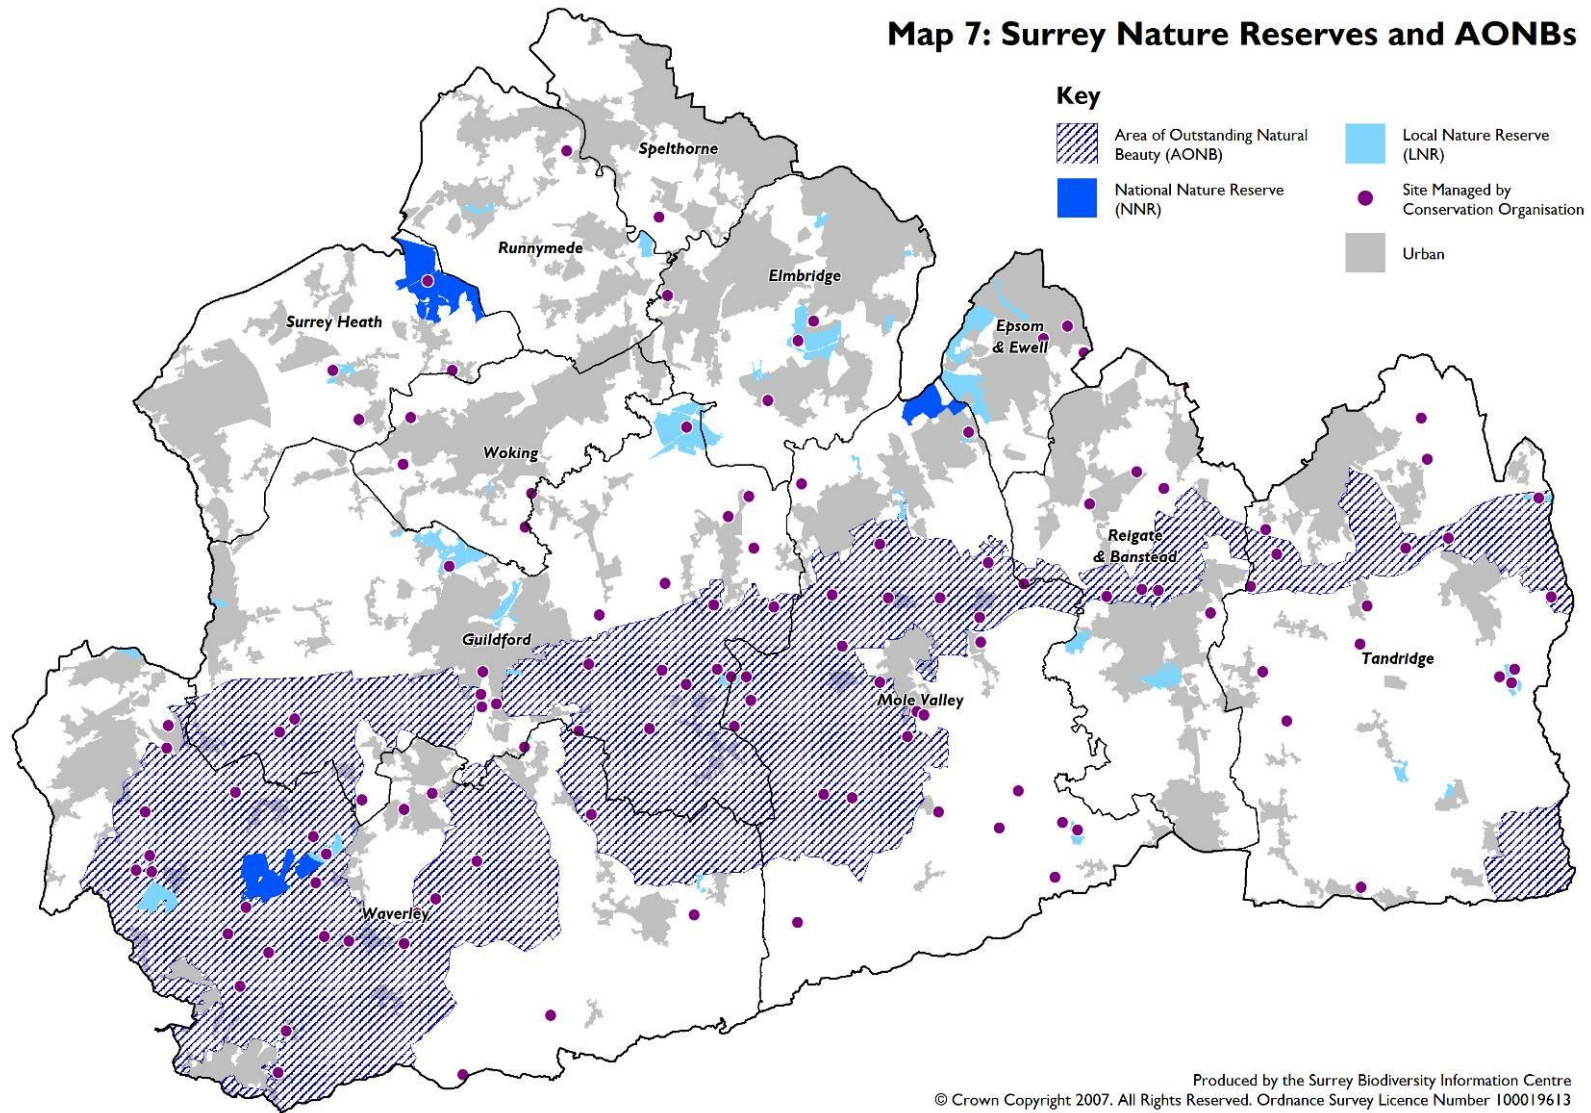 Map 7: Surrey Nature Reserves and AONBs
Key
Area of Outstanding Natural
Beauty (AONB)
National Nature Reserve
(NNR)
Local Nature Reserve
(LNR)
Site Managed by
Conservation Organisation
Urban
Spelthorne
Runnymede
Elmbridge
Surrey Heath
Epsom
& Ewell
Woking
Reigate
& Banstead
Guildford
Tandridge
Mole Valley
Waverley
Produced by the Surrey Biodiversity Information Centre
© Crown Copyright 2007. All Rights Reserved. Ordnance Survey Licence Number 100019613